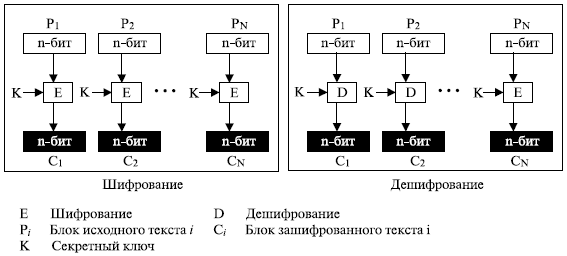 P1 P2 PN P1 P2 PN
n-бит n-бит n-бит n-бит n-бит n-бит
K E K E ••• K E K D K D ••• K E
n-бит n-бит n-бит n-бит n-бит n-бит
C1 C2 CN C1 C2 CN
Шифрование Дешифрование
E Шифрование D Дешифрование
Pi Блок исходного текста i Ci Блок зашифрованного текста i
K Секретный ключ